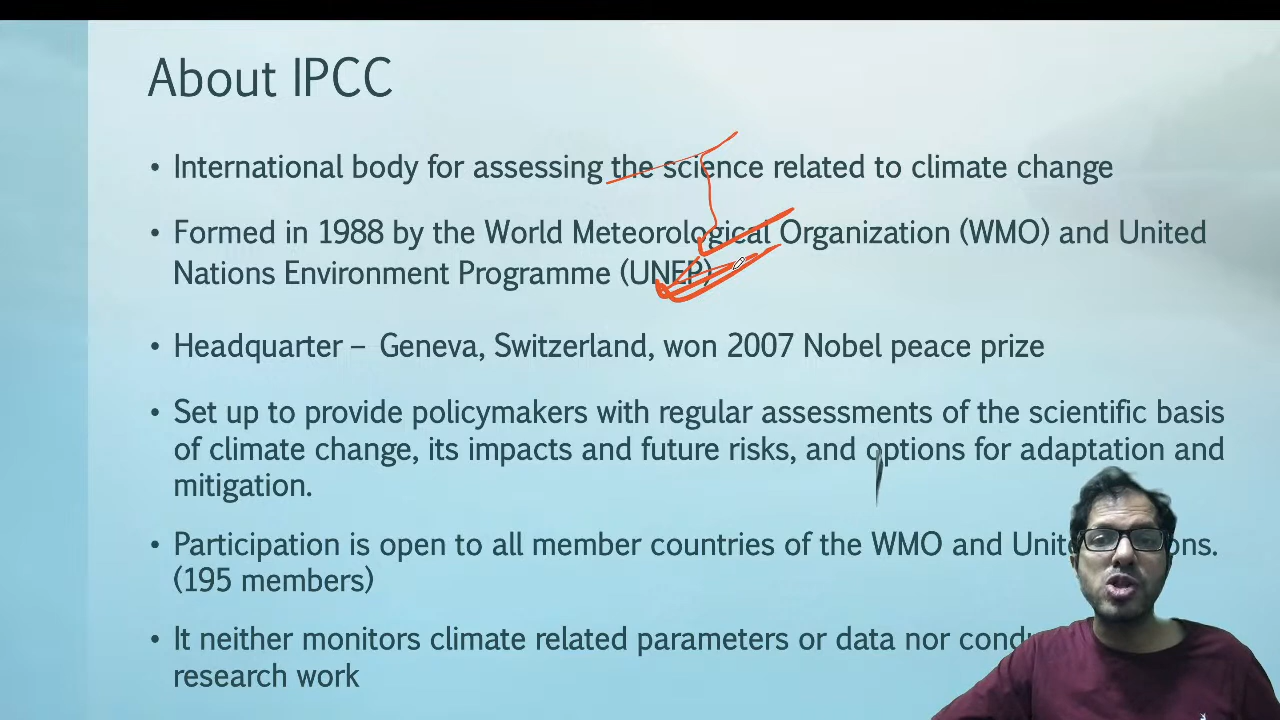 About IPCC
• International body for assessing the science related to climate change
• Formed in 1988 by the World Meteorological Organization (WMO) and United
Nations Environment Programme (UNEP)
• Headquarter – Geneva, Switzerland, won 2007 Nobel peace prize
• Set up to provide policymakers with regular assessments of the scientific basis
of climate change, its impacts and future risks, and options for adaptation and
mitigation.
• Participation is open to all member countries of the WMO and
(195 members)
• It neither monitors climate related parameters or data nor
research work